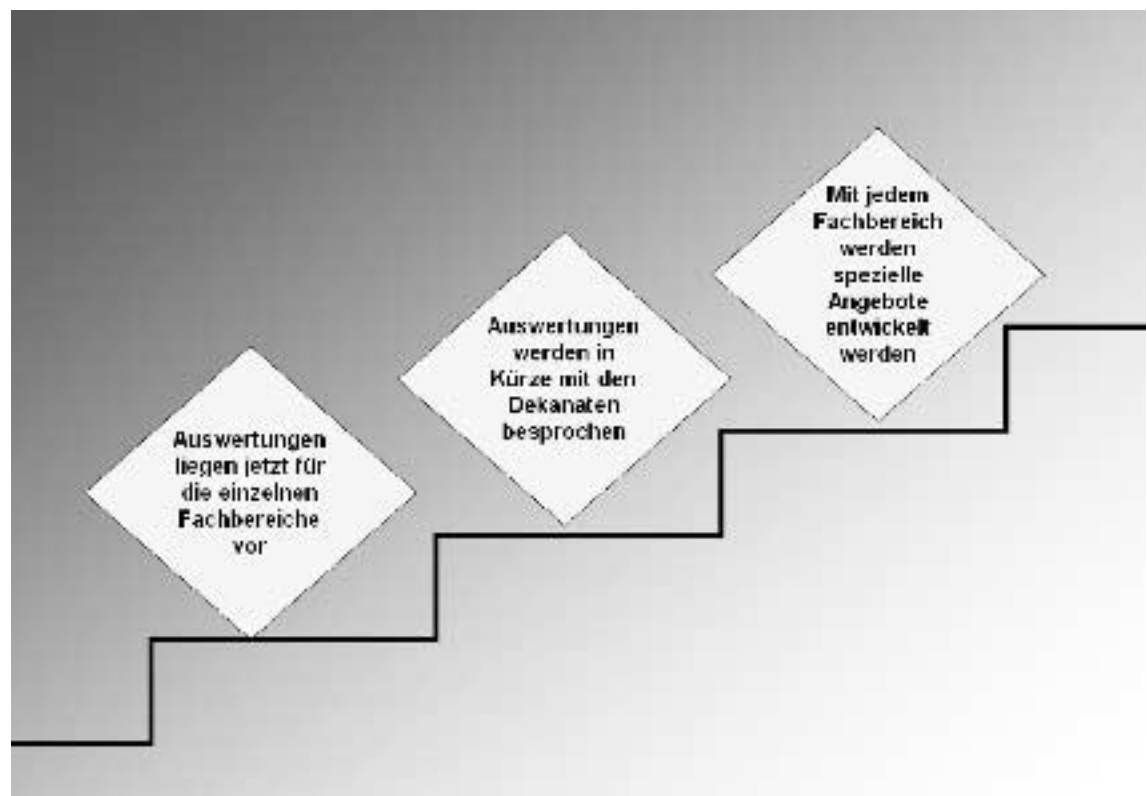 Auswertungen
liegen jetzt für
die einzelnen
Fachbereiche
vor
Auswertungen
werden in
Kürze mit den
Dekanaten
besprochen
Mit jedem
Fachbereich
werden
spezielle
Angebote
entwickelt
werden